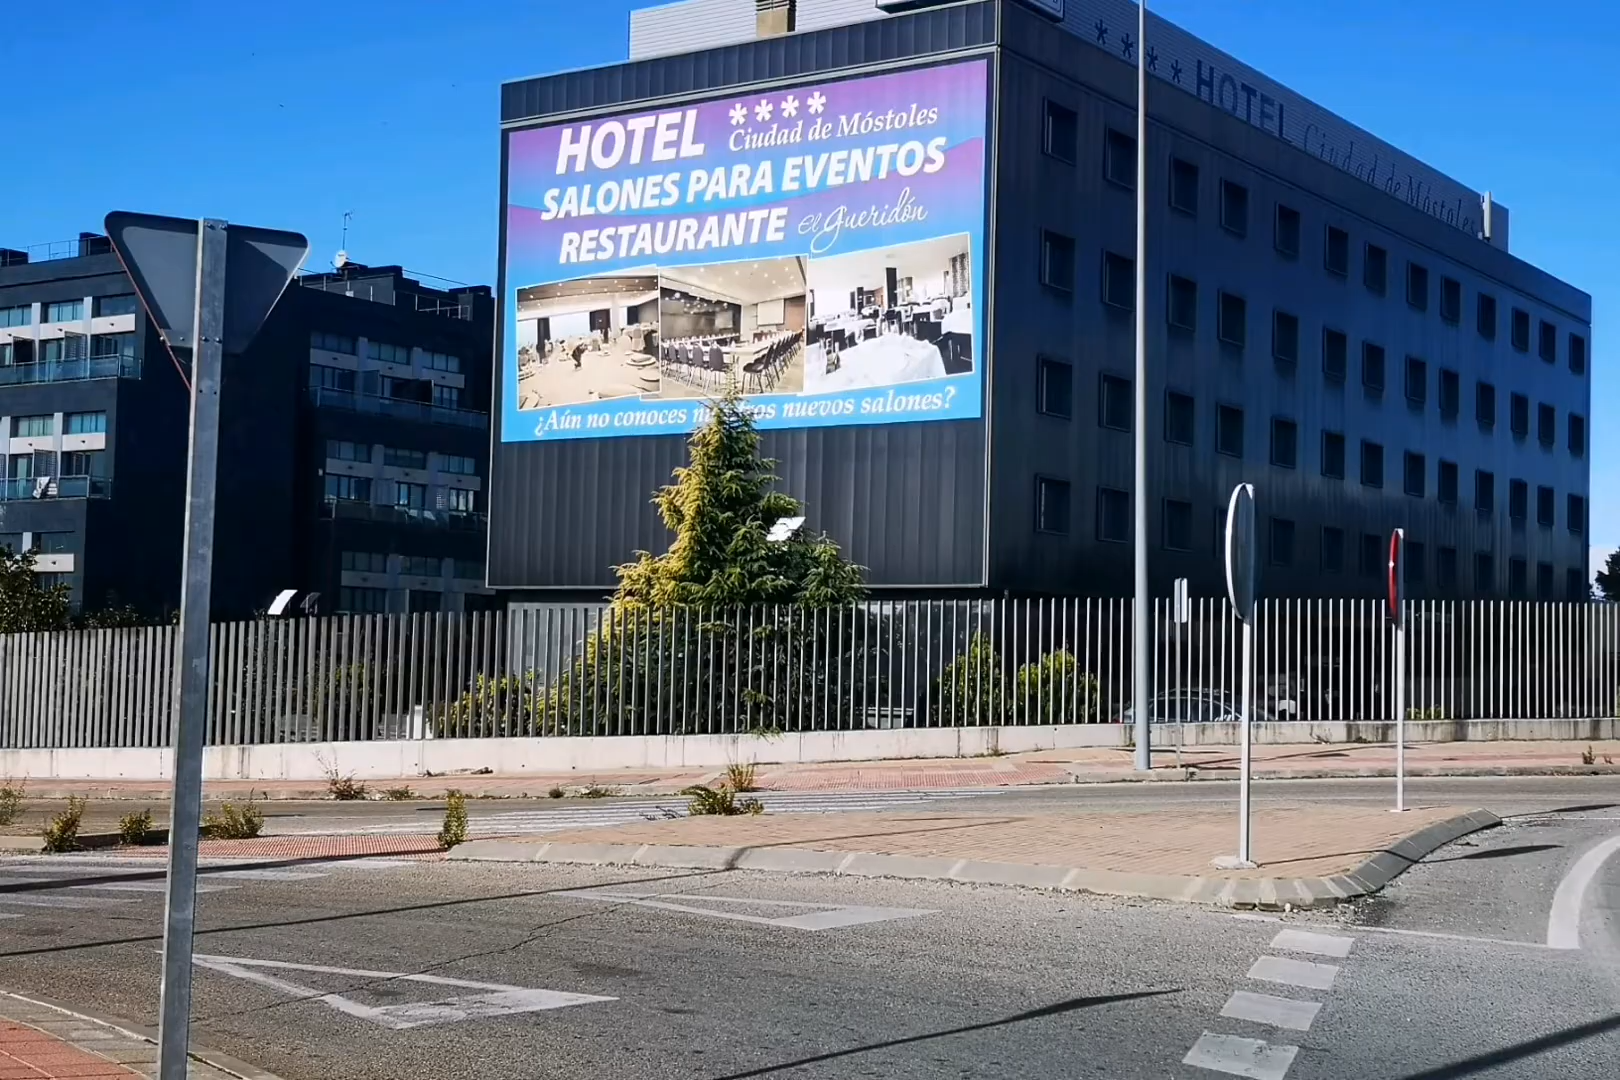 HOTEL ****
Ciudad de Móstoles
SALONES PARA EVENTOS
RESTAURANTE El Gueridón
¿Aún no conoces nuestros nuevos salones?
**** HOTEL Ciudad de Móstoles